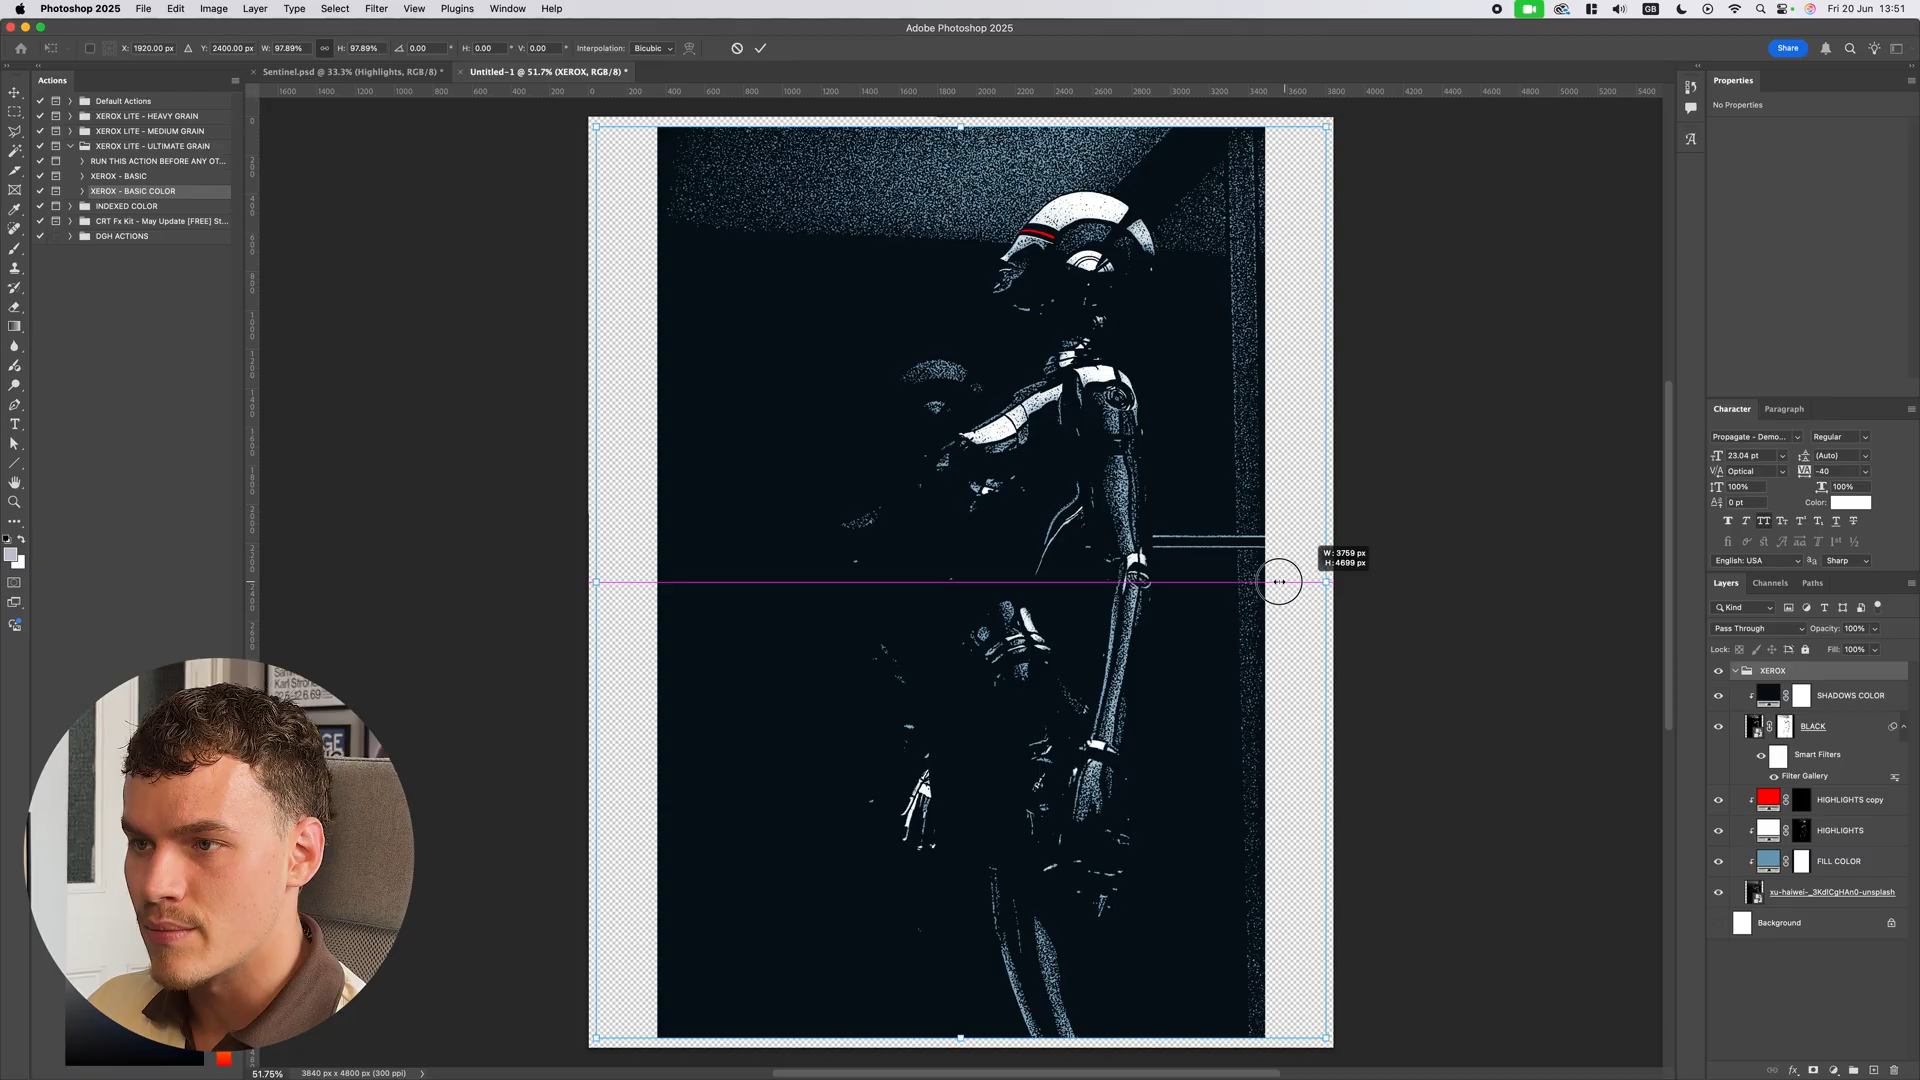 Photoshop 2025 File Edit Image Layer Type Select Filter View Plugins Window Help
GB Fri 20 Jun 13:51
Adobe Photoshop 2025
X: 1920.00 px Y: 2400.00 px W: 97.89% H: 97.89% 0.00 ° H: 0.00 ° V: 0.00 ° Interpolation: Bicubic
Share
Actions
Sentinel.psd @ 33.3% (Highlights, RGB/8) *
Untitled-1 @ 51.7% (XEROX, RGB/8) *
Default Actions
XEROX LITE - HEAVY GRAIN
XEROX LITE - MEDIUM GRAIN
XEROX LITE - ULTIMATE GRAIN
RUN THIS ACTION BEFORE ANY OT...
XEROX - BASIC
XEROX - BASIC COLOR
INDEXED COLOR
CRT Fx Kit - May Update [FREE] St...
DGH ACTIONS
W: 3759 px
H: 4699 px
51.75% 3840 px x 4800 px (300 ppi)
Properties
No Properties
Character Paragraph
Propagate - Demo... Regular
23.04 pt (Auto)
Optical -40
100% 100%
0 pt Color:
English: USA Sharp
Layers Channels Paths
Kind
Pass Through Opacity: 100%
Lock: Fill: 100%
XEROX
SHADOWS COLOR
BLACK
Smart Filters
Filter Gallery
HIGHLIGHTS copy
HIGHLIGHTS
FILL COLOR
xu-haiwei-_3KdICgHAn0-unsplash
Background